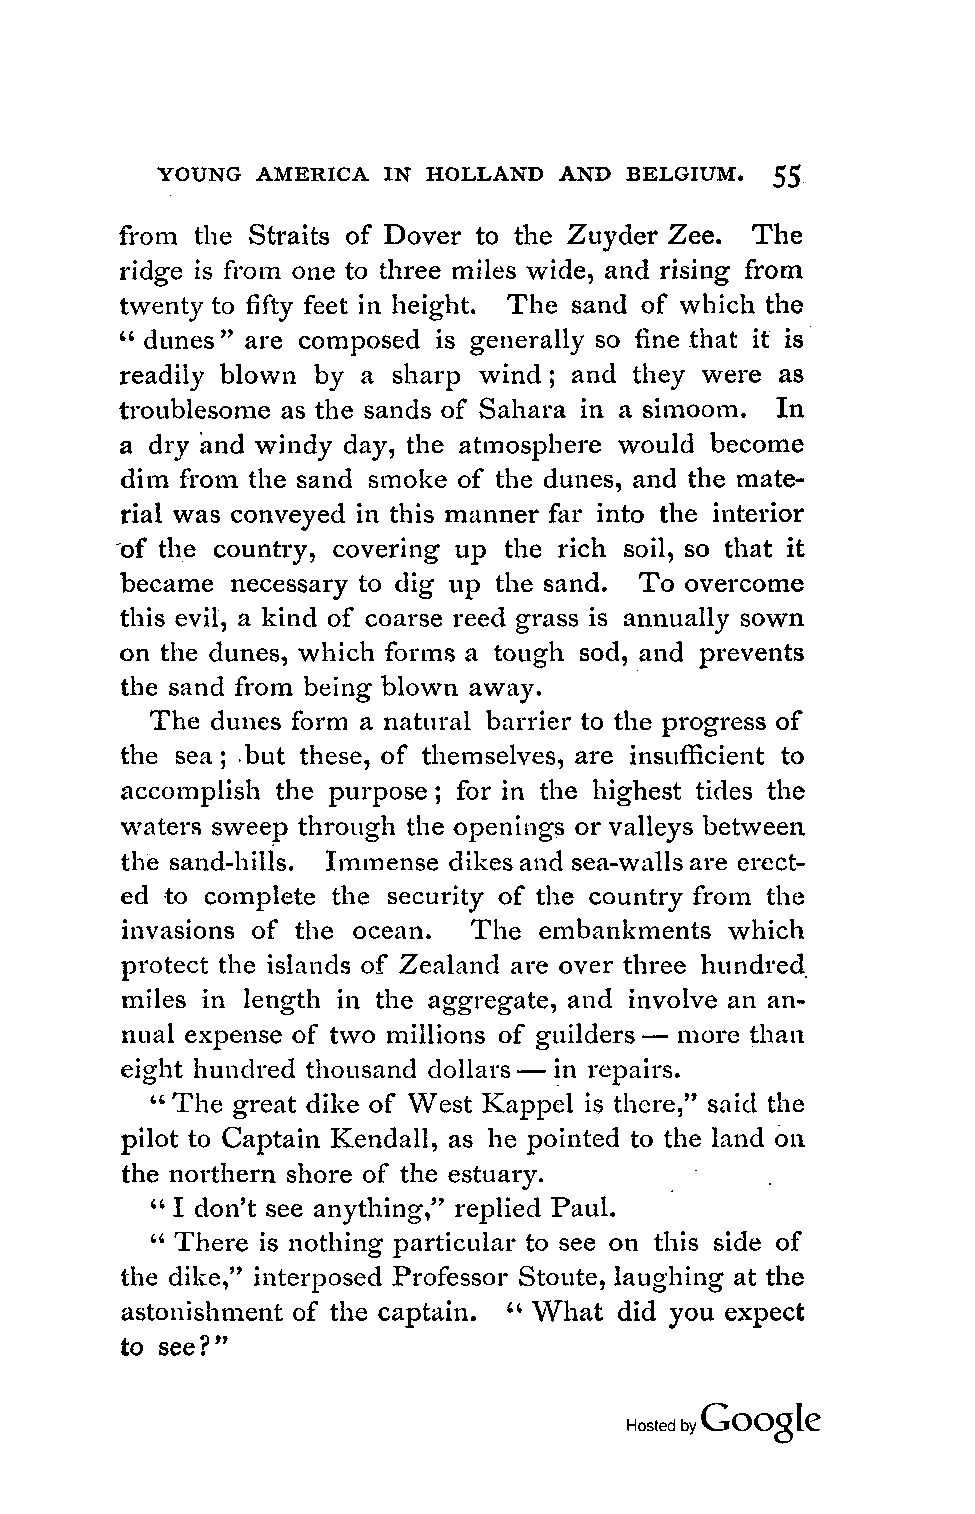 YOUNG AMERICA IN HOLLAND AND BELGIUM. 55
from the Straits of Dover to the Zuyder Zee. The
ridge is from one to three miles wide, and rising from
twenty to fifty feet in height. The sand of which the
“dunes” are composed is generally so fine that it is
readily blown by a sharp wind; and they were as
troublesome as the sands of Sahara in a simoom. In
a dry and windy day, the atmosphere would become
dim from the sand smoke of the dunes, and the mate-
rial was conveyed in this manner far into the interior
of the country, covering up the rich soil, so that it
became necessary to dig up the sand. To overcome
this evil, a kind of coarse reed grass is annually sown
on the dunes, which forms a tough sod, and prevents
the sand from being blown away.
The dunes form a natural barrier to the progress of
the sea; but these, of themselves, are insufficient to
accomplish the purpose; for in the highest tides the
waters sweep through the openings or valleys between
the sand-hills. Immense dikes and sea-walls are erect-
ed to complete the security of the country from the
invasions of the ocean. The embankments which
protect the islands of Zealand are over three hundred
miles in length in the aggregate, and involve an an-
nual expense of two millions of guilders — more than
eight hundred thousand dollars — in repairs.
“The great dike of West Kappel is there,” said the
pilot to Captain Kendall, as he pointed to the land on
the northern shore of the estuary.
“I don't see anything,” replied Paul.
“There is nothing particular to see on this side of
the dike,” interposed Professor Stoute, laughing at the
astonishment of the captain. “What did you expect
to see?”
Hosted by Google